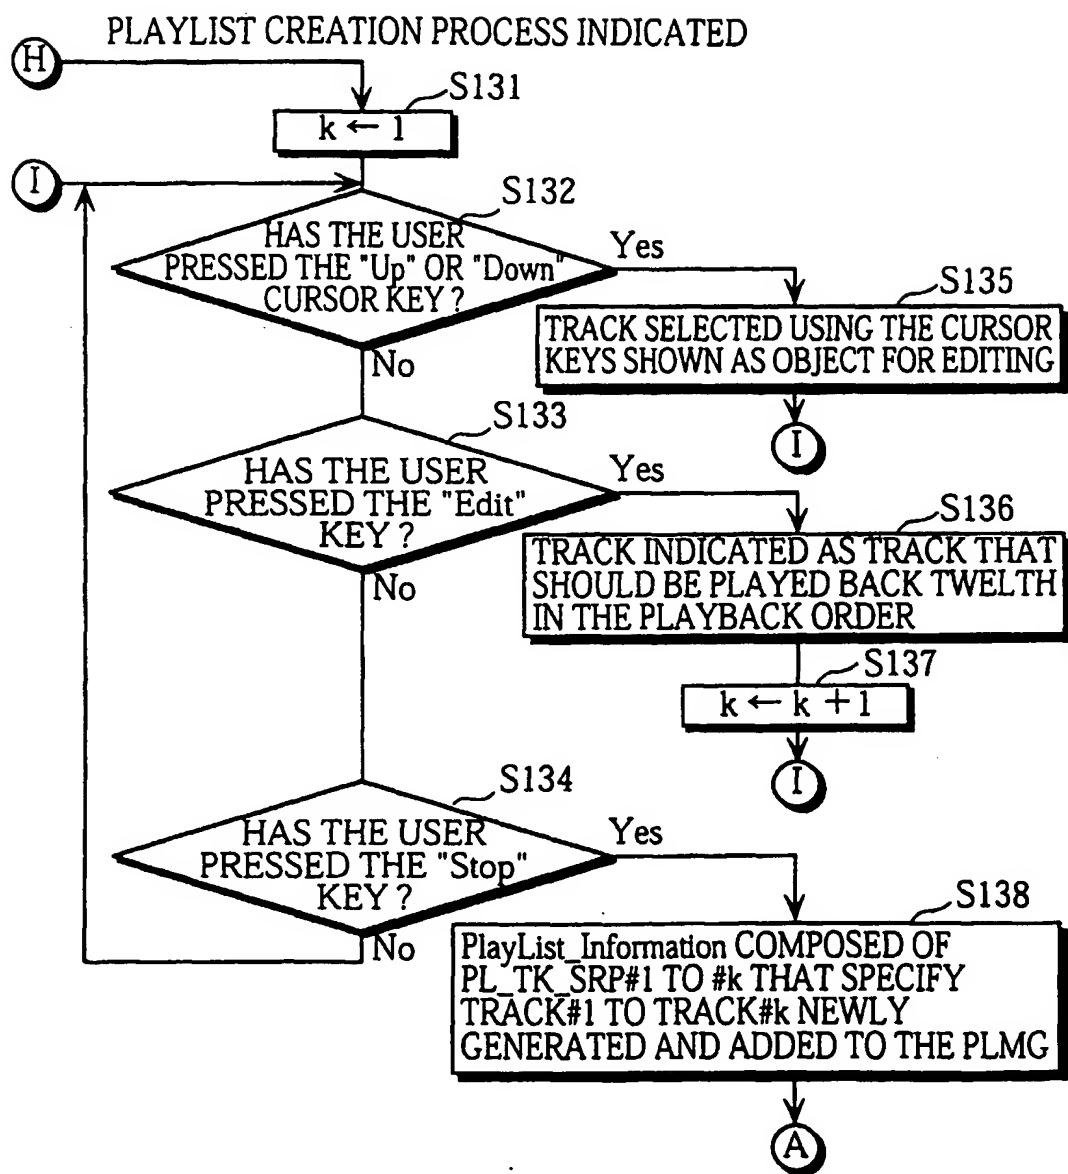 PLAYLIST CREATION PROCESS INDICATED
H
S131
k ← 1
I
S132
HAS THE USER
PRESSED THE "Up" OR "Down"
CURSOR KEY ?
Yes
No
S135
TRACK SELECTED USING THE CURSOR
KEYS SHOWN AS OBJECT FOR EDITING
I
S133
HAS THE USER
PRESSED THE "Edit"
KEY ?
Yes
No
S136
TRACK INDICATED AS TRACK THAT
SHOULD BE PLAYED BACK TWELTH
IN THE PLAYBACK ORDER
S137
k ← k + 1
I
S134
HAS THE USER
PRESSED THE "Stop"
KEY ?
Yes
No
S138
PlayList_Information COMPOSED OF
PL_TK_SRP#1 TO #k THAT SPECIFY
TRACK#1 TO TRACK#k NEWLY
GENERATED AND ADDED TO THE PLMG
A